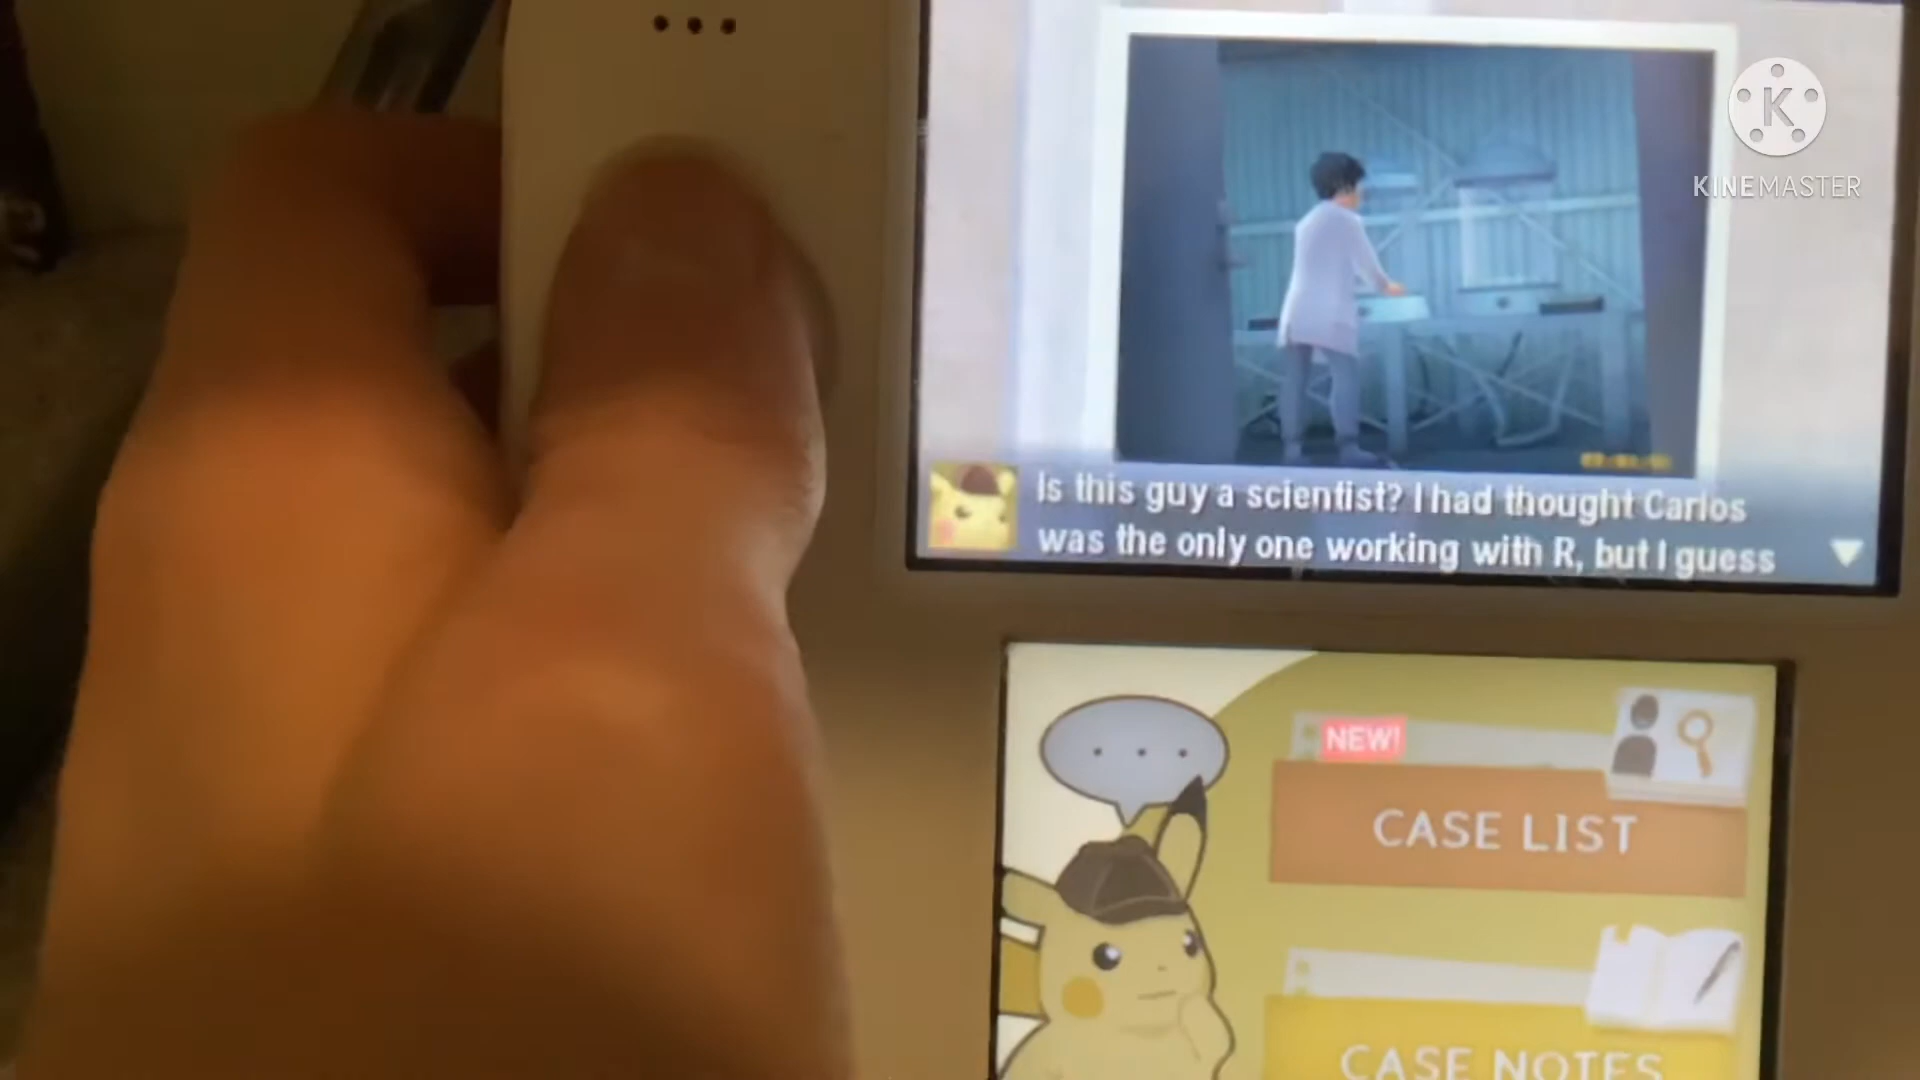 KINEMASTER
Is this guy a scientist? I had thought Carlos
was the only one working with R, but I guess
NEW!
CASE LIST
CASE NOTES